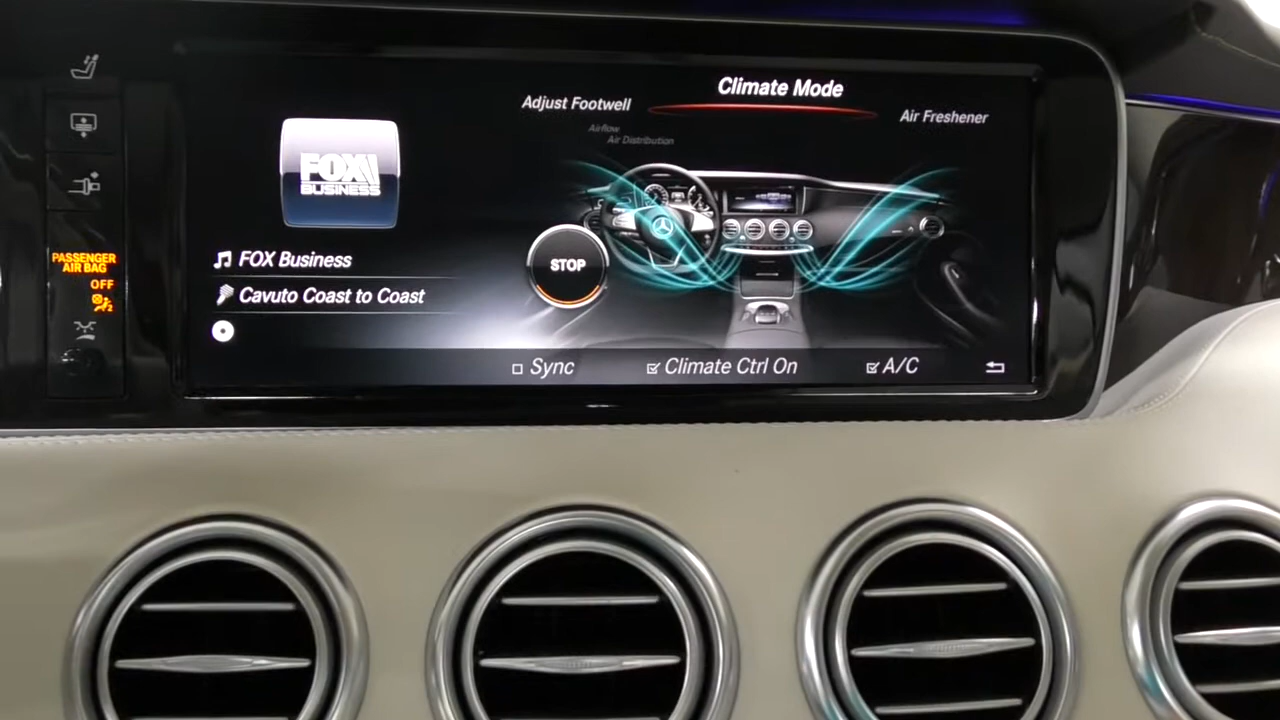 Climate Mode
Adjust Footwell
Air Freshener
Airflow
Air Distribution
FOX
BUSINESS
PASSENGER
AIR BAG
OFF
2
FOX Business
STOP
Cavuto Coast to Coast
Sync
Climate Ctrl On
A/C